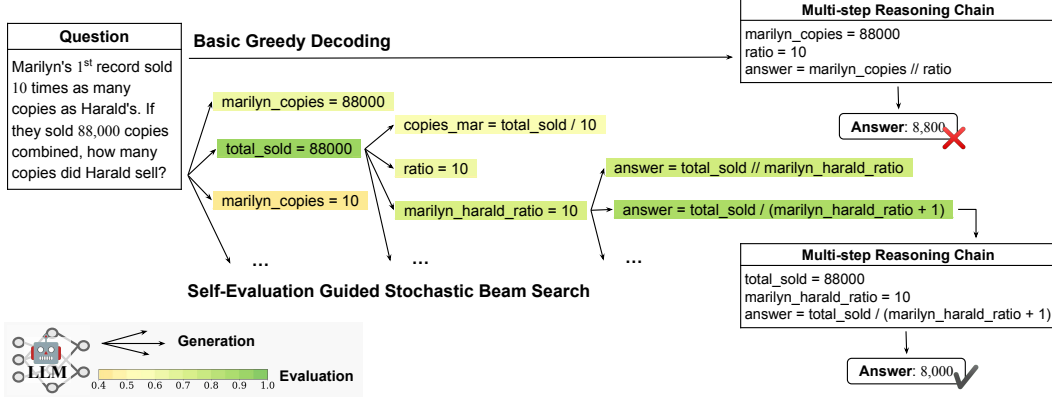 Question
Marilyn's 1st record sold
10 times as many
copies as Harald's. If
they sold 88,000 copies
combined, how many
copies did Harald sell?
Basic Greedy Decoding
Multi-step Reasoning Chain
marilyn_copies = 88000
ratio = 10
answer = marilyn_copies // ratio
Answer: 8,800
marilyn_copies = 88000
total_sold = 88000
marilyn_copies = 10
...
copies_mar = total_sold / 10
ratio = 10
marilyn_harald_ratio = 10
...
answer = total_sold // marilyn_harald_ratio
answer = total_sold / (marilyn_harald_ratio + 1)
...
Self-Evaluation Guided Stochastic Beam Search
Multi-step Reasoning Chain
total_sold = 88000
marilyn_harald_ratio = 10
answer = total_sold / (marilyn_harald_ratio + 1)
Answer: 8,000
LLM
Generation
Evaluation
0.4 0.5 0.6 0.7 0.8 0.9 1.0